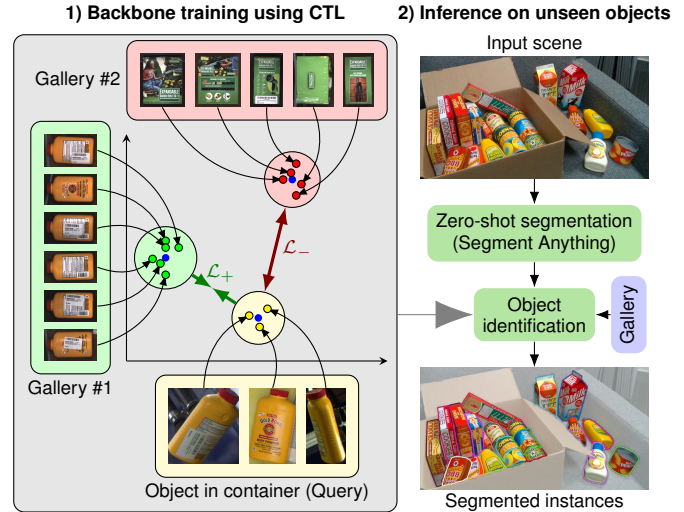 1) Backbone training using CTL
2) Inference on unseen objects
Gallery #2
Gallery #1
ℒ+
ℒ−
Object in container (Query)
Input scene
Zero-shot segmentation
(Segment Anything)
Object
identification
Gallery
Segmented instances